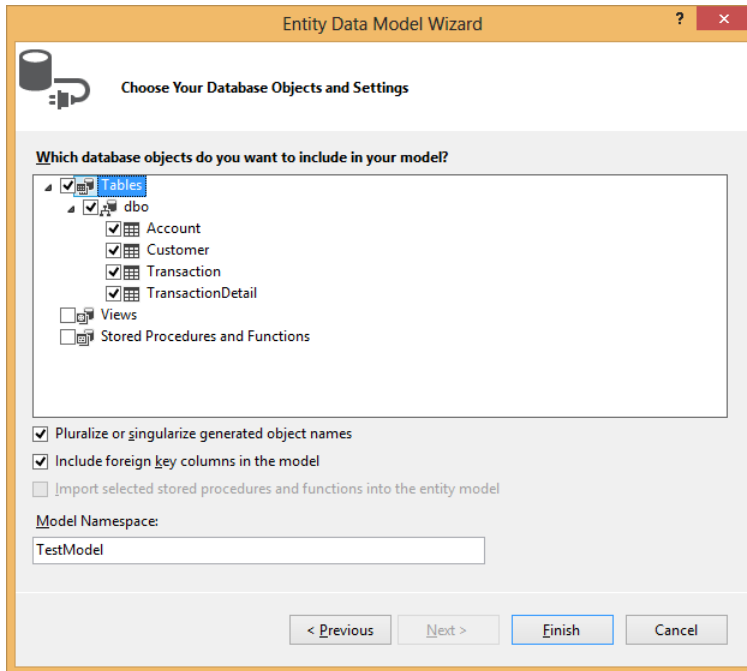 Entity Data Model Wizard
?
Choose Your Database Objects and Settings
Which database objects do you want to include in your model?
Tables
dbo
Account
Customer
Transaction
TransactionDetail
Views
Stored Procedures and Functions
Pluralize or singularize generated object names
Include foreign key columns in the model
Import selected stored procedures and functions into the entity model
Model Namespace:
TestModel
< Previous Next > Finish Cancel